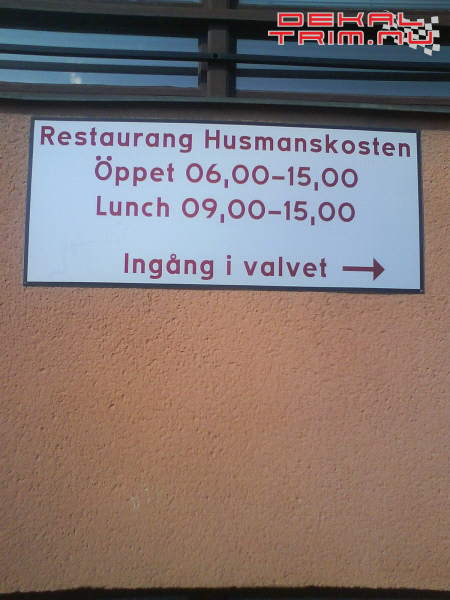 DEKAL
TRIM.NU
Restaurang Husmanskosten
Öppet 06,00-15,00
Lunch 09,00-15,00
Ingång i valvet →